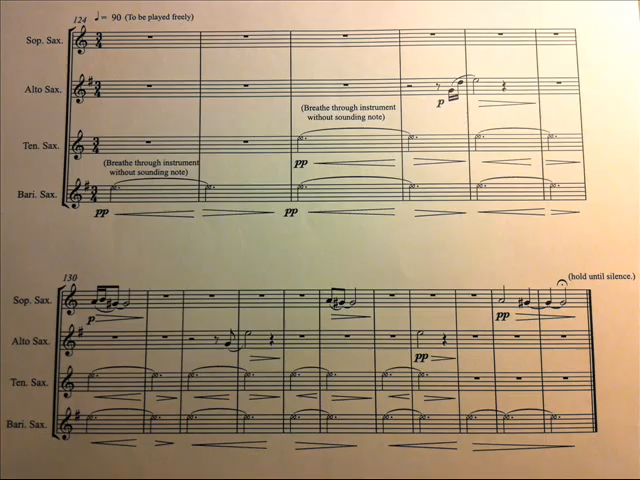 124
♩ = 90 (To be played freely)
Sop. Sax.
Alto Sax.
p
(Breathe through instrument
without sounding note)
Ten. Sax.
pp
(Breathe through instrument
without sounding note)
Bari. Sax.
pp pp
130
(hold until silence.)
Sop. Sax.
p pp
Alto Sax.
pp
Ten. Sax.
Bari. Sax.